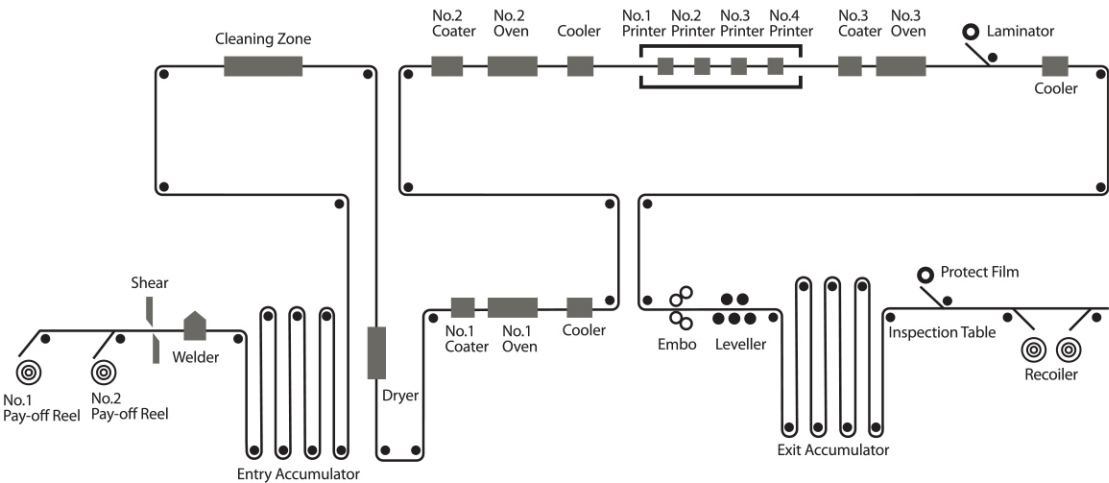 No.2
Coater
No.2
Oven
Cooler
No.1
Printer
No.2
Printer
No.3
Printer
No.4
Printer
No.3
Coater
No.3
Oven
Laminator
Cleaning Zone
Cooler
Protect Film
Shear
Welder
No.1
Coater
No.1
Oven
Cooler
Embo
Leveller
Inspection Table
Recoiler
No.1
Pay-off Reel
No.2
Pay-off Reel
Dryer
Entry Accumulator
Exit Accumulator